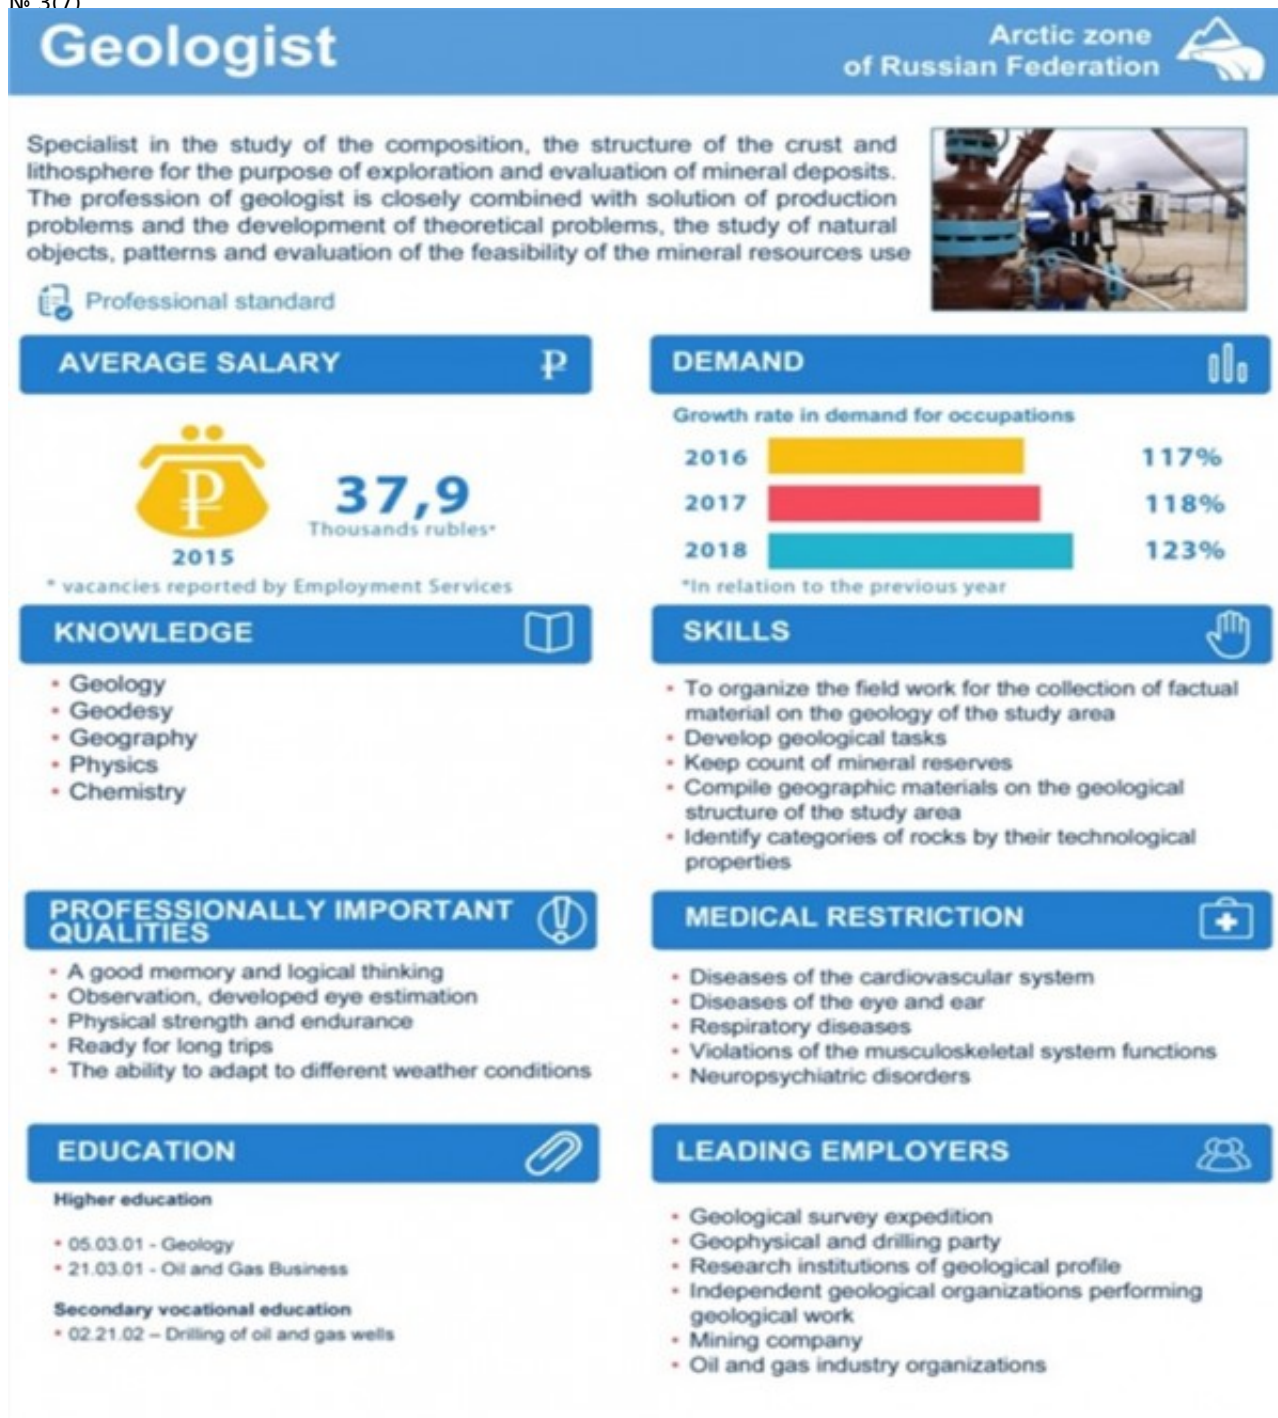 № 3(7)
Geologist
Arctic zone
of Russian Federation
Specialist in the study of the composition, the structure of the crust and
lithosphere for the purpose of exploration and evaluation of mineral deposits.
The profession of geologist is closely combined with solution of production
problems and the development of theoretical problems, the study of natural
objects, patterns and evaluation of the feasibility of the mineral resources use
Professional standard
AVERAGE SALARY
37,9
Thousands rubles*
2015
* vacancies reported by Employment Services
DEMAND
Growth rate in demand for occupations
2016 117%
2017 118%
2018 123%
*In relation to the previous year
KNOWLEDGE
• Geology
• Geodesy
• Geography
• Physics
• Chemistry
SKILLS
• To organize the field work for the collection of factual
material on the geology of the study area
• Develop geological tasks
• Keep count of mineral reserves
• Compile geographic materials on the geological
structure of the study area
• Identify categories of rocks by their technological
properties
PROFESSIONALLY IMPORTANT
QUALITIES
• A good memory and logical thinking
• Observation, developed eye estimation
• Physical strength and endurance
• Ready for long trips
• The ability to adapt to different weather conditions
MEDICAL RESTRICTION
• Diseases of the cardiovascular system
• Diseases of the eye and ear
• Respiratory diseases
• Violations of the musculoskeletal system functions
• Neuropsychiatric disorders
EDUCATION
Higher education
• 05.03.01 - Geology
• 21.03.01 - Oil and Gas Business
Secondary vocational education
• 02.21.02 – Drilling of oil and gas wells
LEADING EMPLOYERS
• Geological survey expedition
• Geophysical and drilling party
• Research institutions of geological profile
• Independent geological organizations performing
geological work
• Mining company
• Oil and gas industry organizations